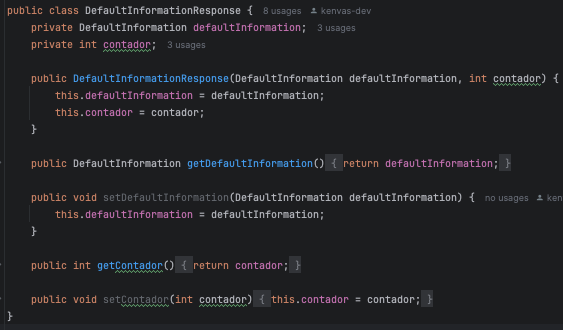 public class DefaultInformationResponse {  8 usages  kenvas-dev
    private DefaultInformation defaultInformation;  3 usages
    private int contador;  3 usages

    public DefaultInformationResponse(DefaultInformation defaultInformation, int contador) {
        this.defaultInformation = defaultInformation;
        this.contador = contador;
    }

    public DefaultInformation getDefaultInformation() { return defaultInformation; }

    public void setDefaultInformation(DefaultInformation defaultInformation) {  no usages  ken
        this.defaultInformation = defaultInformation;
    }

    public int getContador() { return contador; }

    public void setContador(int contador) { this.contador = contador; }
}